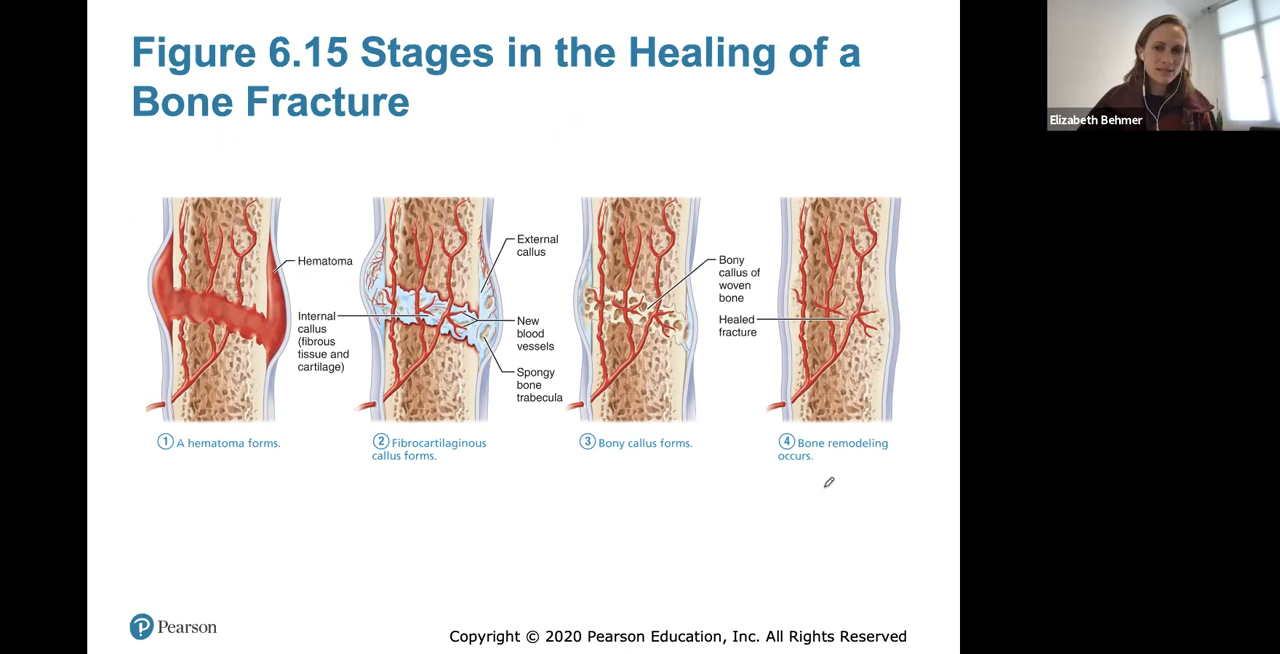 Figure 6.15 Stages in the Healing of a
Bone Fracture
Elizabeth Behmer
Hematoma
Internal
callus
(fibrous
tissue and
cartilage)
External
callus
New
blood
vessels
Spongy
bone
trabecula
Bony
callus of
woven
bone
Healed
fracture
1 A hematoma forms.
2 Fibrocartilaginous
callus forms.
3 Bony callus forms.
4 Bone remodeling
occurs.
P Pearson
Copyright © 2020 Pearson Education, Inc. All Rights Reserved